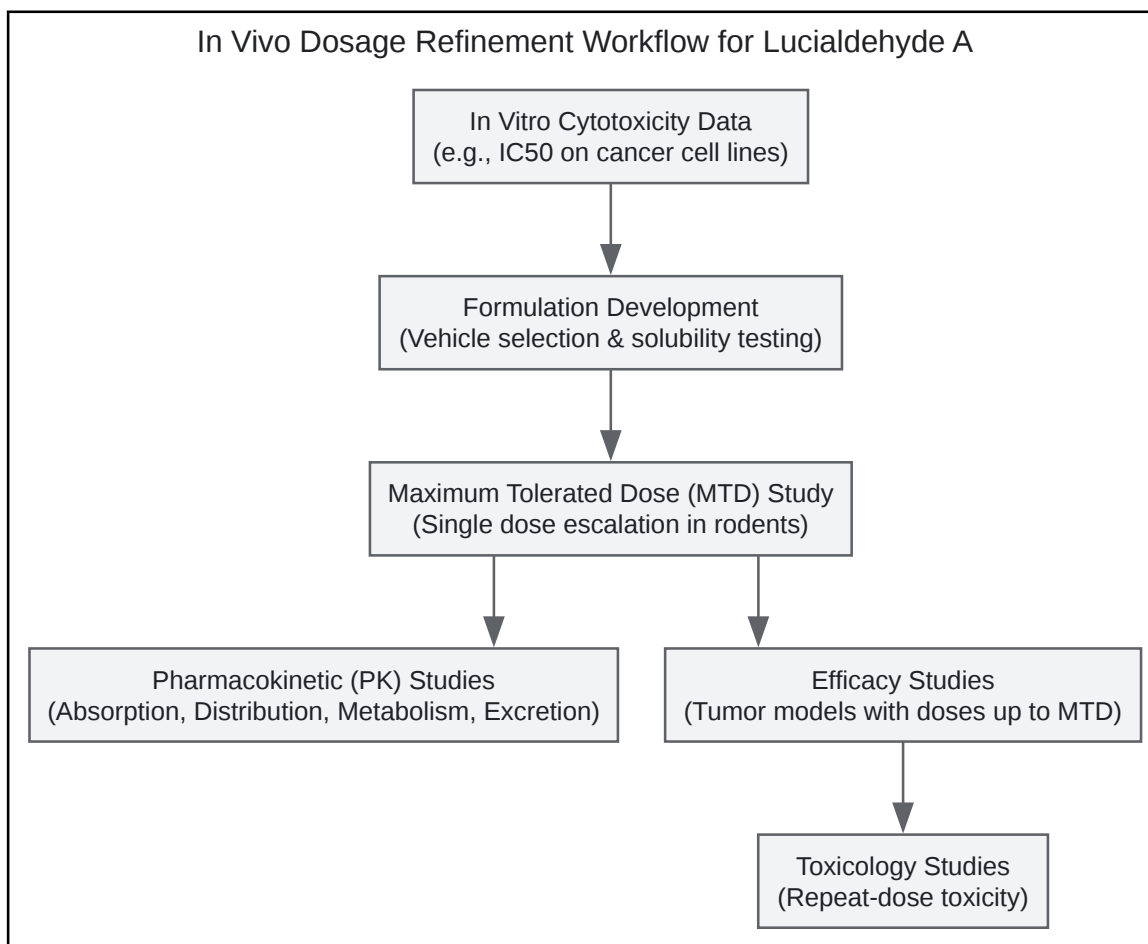 In Vivo Dosage Refinement Workflow for Lucialdehyde A
In Vitro Cytotoxicity Data
(e.g., IC50 on cancer cell lines)
Formulation Development
(Vehicle selection & solubility testing)
Maximum Tolerated Dose (MTD) Study
(Single dose escalation in rodents)
Pharmacokinetic (PK) Studies
(Absorption, Distribution, Metabolism, Excretion)
Efficacy Studies
(Tumor models with doses up to MTD)
Toxicology Studies
(Repeat-dose toxicity)